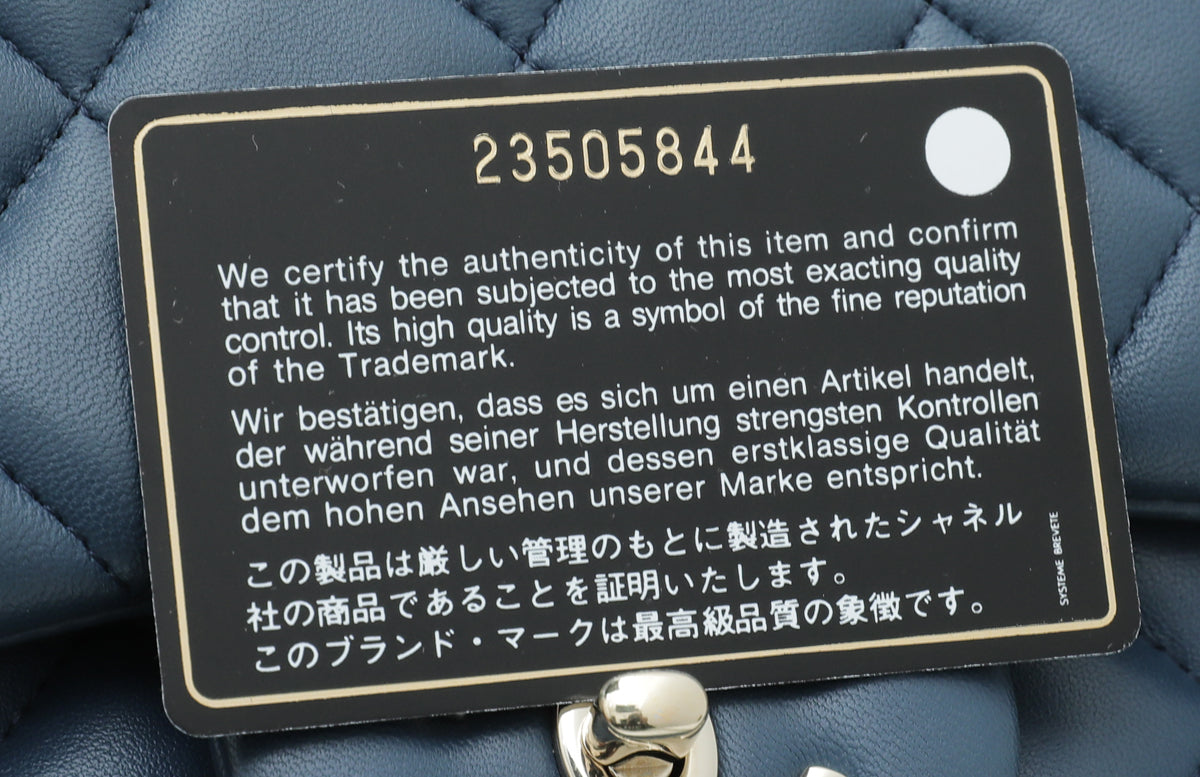 23505844
We certify the authenticity of this item and confirm
that it has been subjected to the most exacting quality
control. Its high quality is a symbol of the fine reputation
of the Trademark.
Wir bestätigen, dass es sich um einen Artikel handelt,
der während seiner Herstellung strengsten Kontrollen
unterworfen war, und dessen erstklassige Qualität
dem hohen Ansehen unserer Marke entspricht.
この製品は厳しい管理のもとに製造されたシャネル
社の商品であることを証明いたします。
このブランド・マークは最高級品質の象徴です。
SYSTEME BREVETE